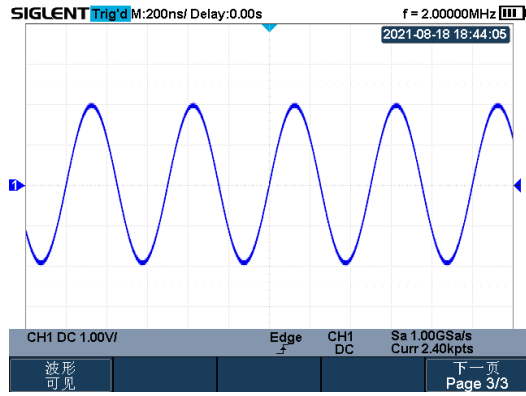 SIGLENT Trig'd M:200ns/ Delay:0.00s f = 2.00000MHz
2021-08-18 18:44:05
1
CH1 DC 1.00V/ Edge CH1 Sa 1.00GSa/s
DC Curr 2.40kpts
波形 下一页
可见 Page 3/3